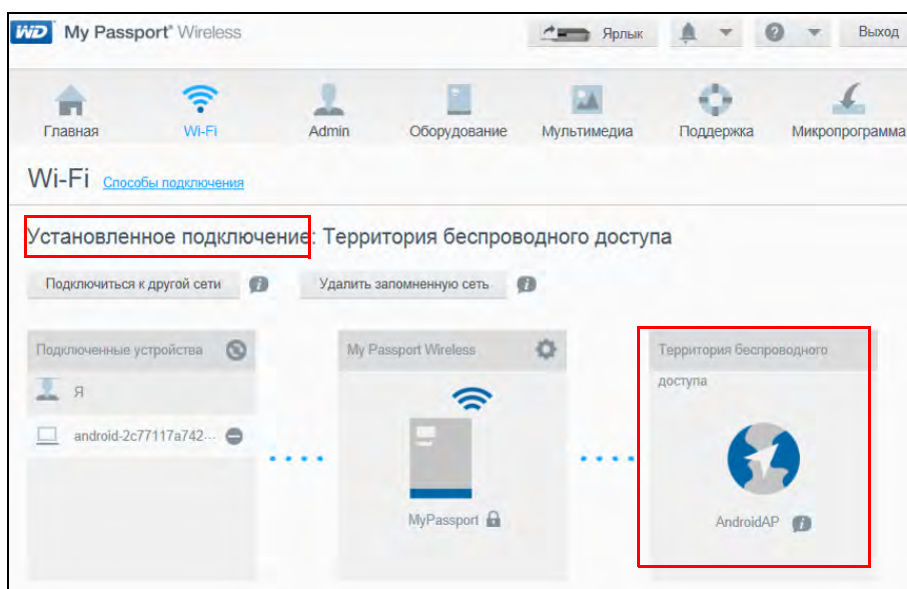 WD My Passport® Wireless
Ярлык
Выход
Главная
Wi-Fi
Admin
Оборудование
Мультимедиа
Поддержка
Микропрограмма
Wi-Fi Способы подключения
Установленное подключение: Территория беспроводного доступа
Подключиться к другой сети
Удалить запомненную сеть
Подключенные устройства
Я
android-2c77117a742...
My Passport Wireless
MyPassport
Территория беспроводного
доступа
AndroidAP